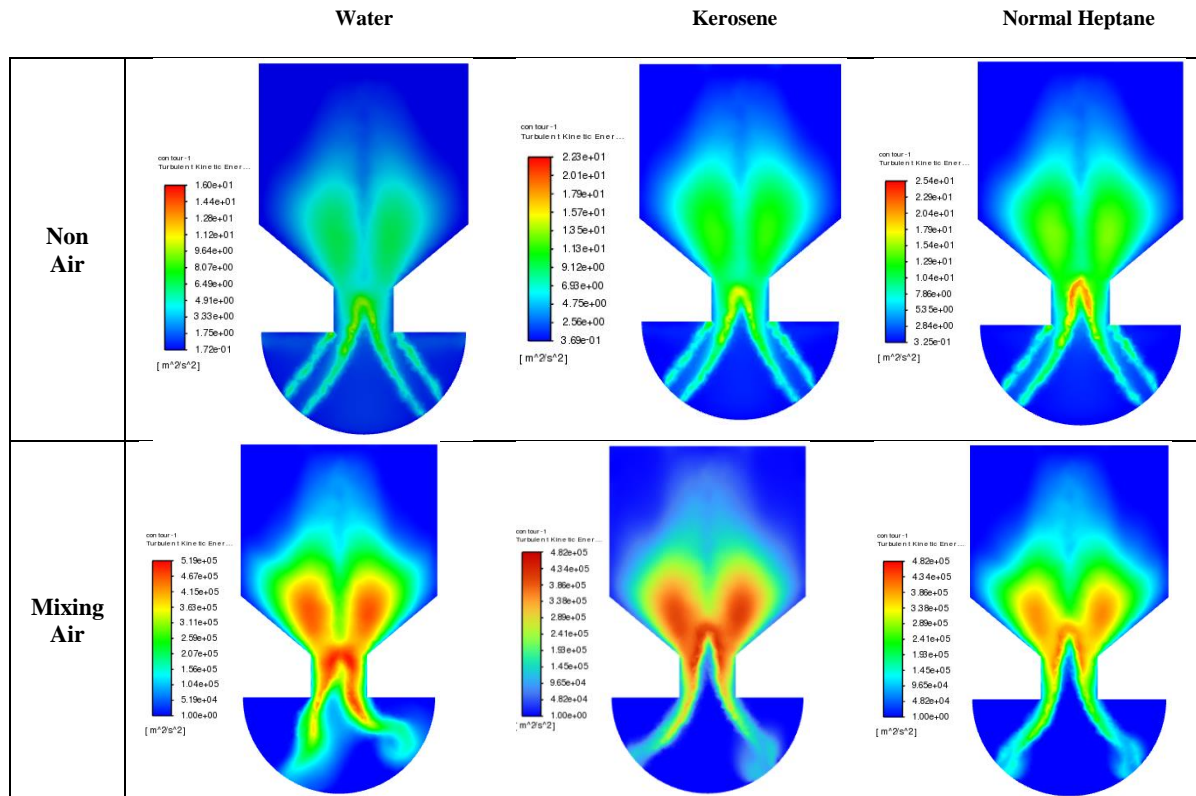 Water Kerosene Normal Heptane
Non
Air
contour-1
Turbulent Kinetic Ener...
1.60e+01
1.44e+01
1.28e+01
1.12e+01
9.64e+00
8.07e+00
6.49e+00
4.91e+00
3.33e+00
1.75e+00
1.72e-01
[ m^2/s^2]
contour-1
Turbulent Kinetic Ener...
2.23e+01
2.01e+01
1.79e+01
1.57e+01
1.35e+01
1.13e+01
9.12e+00
6.93e+00
4.75e+00
2.56e+00
3.69e-01
[ m^2/s^2]
contour-1
Turbulent Kinetic Ener...
2.54e+01
2.29e+01
2.04e+01
1.79e+01
1.54e+01
1.29e+01
1.04e+01
7.86e+00
5.35e+00
2.84e+00
3.25e-01
[ m^2/s^2]
Mixing
Air
contour-1
Turbulent Kinetic Ener...
5.19e+05
4.67e+05
4.15e+05
3.63e+05
3.11e+05
2.59e+05
2.07e+05
1.56e+05
1.04e+05
5.19e+04
1.00e+00
[ m^2/s^2]
contour-1
Turbulent Kinetic Ener...
4.82e+05
4.34e+05
3.86e+05
3.38e+05
2.89e+05
2.41e+05
1.93e+05
1.45e+05
9.65e+04
4.82e+04
1.00e+00
[ m^2/s^2]
contour-1
Turbulent Kinetic Ener...
4.82e+05
4.34e+05
3.86e+05
3.38e+05
2.89e+05
2.41e+05
1.93e+05
1.45e+05
9.65e+04
4.82e+04
1.00e+00
[ m^2/s^2]